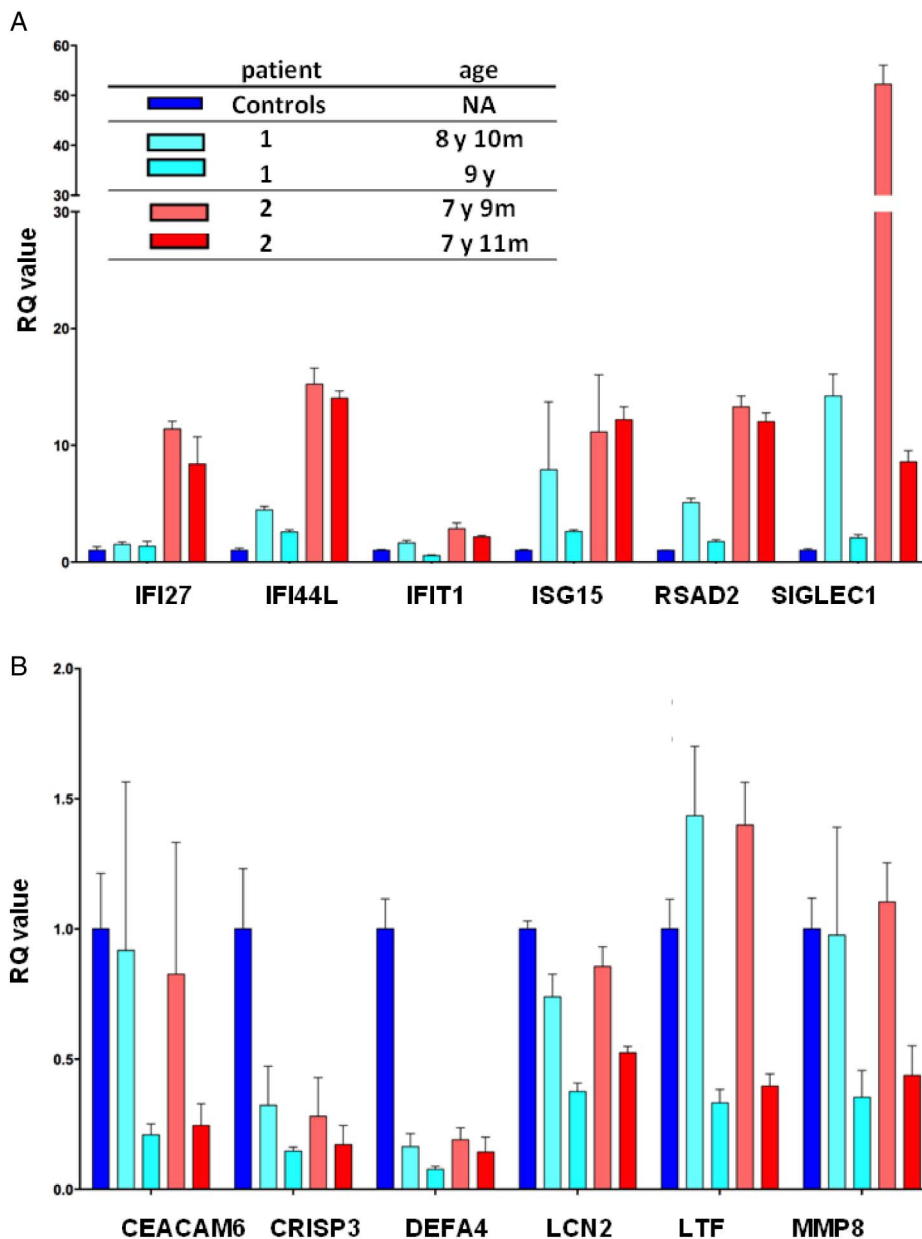 A
60
50
40
30
30
20
10
0
RQ value
patient age
Controls NA
1 8 y 10m
1 9 y
2 7 y 9m
2 7 y 11m
IFI27 IFI44L IFIT1 ISG15 RSAD2 SIGLEC1
B
2.0
1.5
1.0
0.5
0.0
RQ value
CEACAM6 CRISP3 DEFA4 LCN2 LTF MMP8